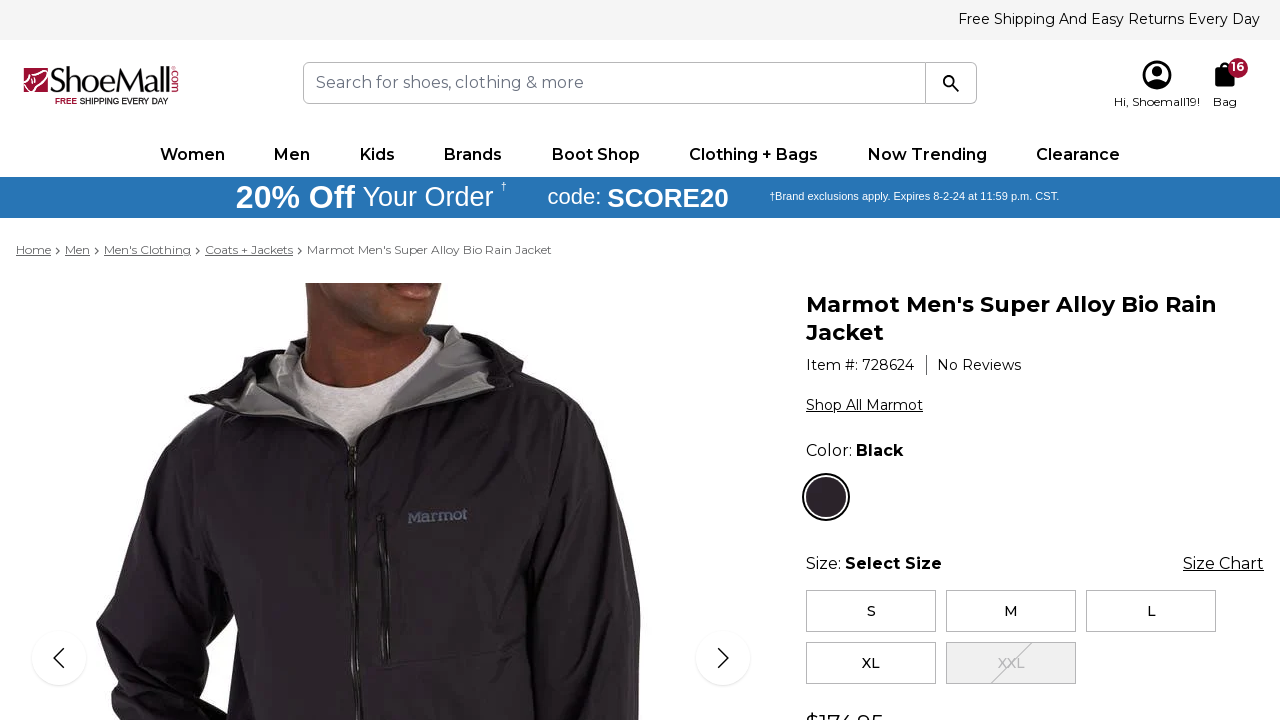 Free Shipping And Easy Returns Every Day
ShoeMall.com
FREE SHIPPING EVERY DAY
Search for shoes, clothing & more
16
Hi, Shoemall19!
Bag
Women
Men
Kids
Brands
Boot Shop
Clothing + Bags
Now Trending
Clearance
20% Off Your Order † code: SCORE20 †Brand exclusions apply. Expires 8-2-24 at 11:59 p.m. CST.
Home > Men > Men's Clothing > Coats + Jackets > Marmot Men's Super Alloy Bio Rain Jacket
Marmot
Marmot Men's Super Alloy Bio Rain
Jacket
Item #: 728624 | No Reviews
Shop All Marmot
Color: Black
Size: Select Size
Size Chart
S
M
L
XL
XXL
$174.95